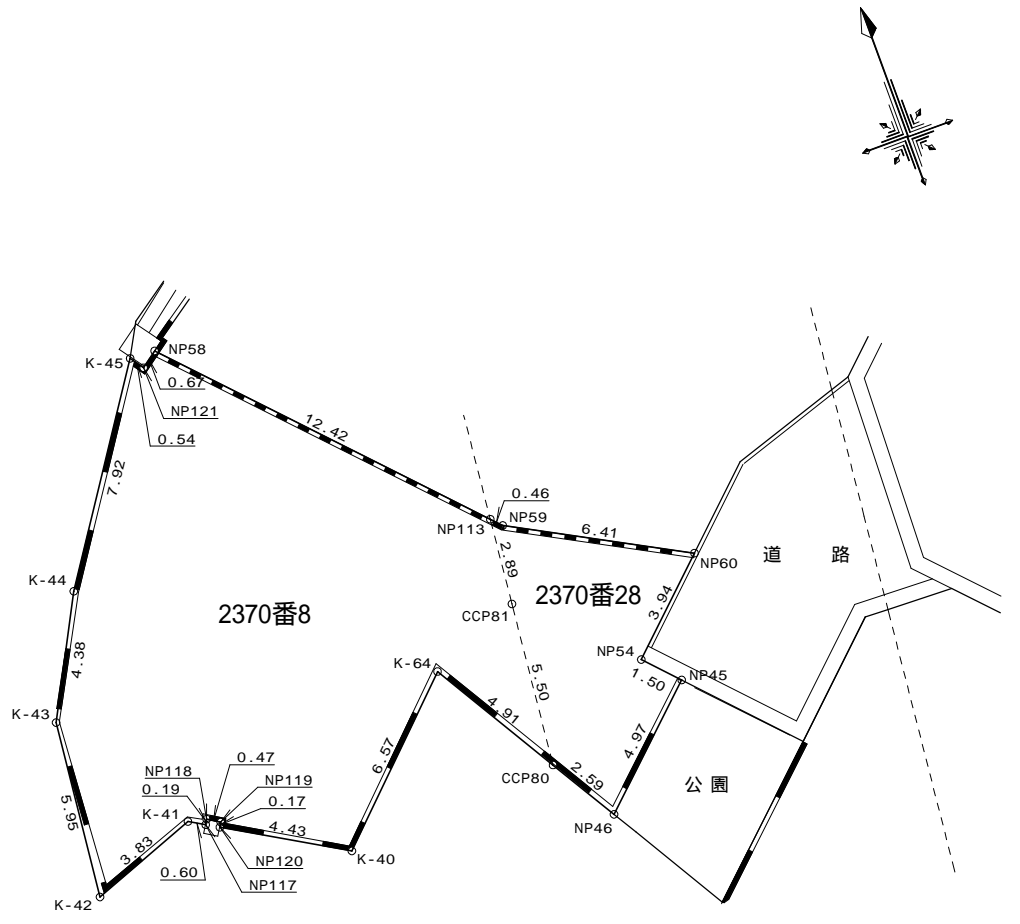 NP58
K-45
0.67
NP121
0.54
12.42
7.92
0.46
NP59
NP113
6.41
NP60
道 路
2.89
K-44
2370番8
2370番28
CCP81
3.94
4.38
NP54
K-64
NP45
1.50
5.50
K-43
4.91
4.97
6.57
0.47
CCP80
NP118
NP119
2.59
公園
0.19
0.17
K-41
4.43
NP46
5.95
3.83
K-40
NP120
0.60
NP117
K-42